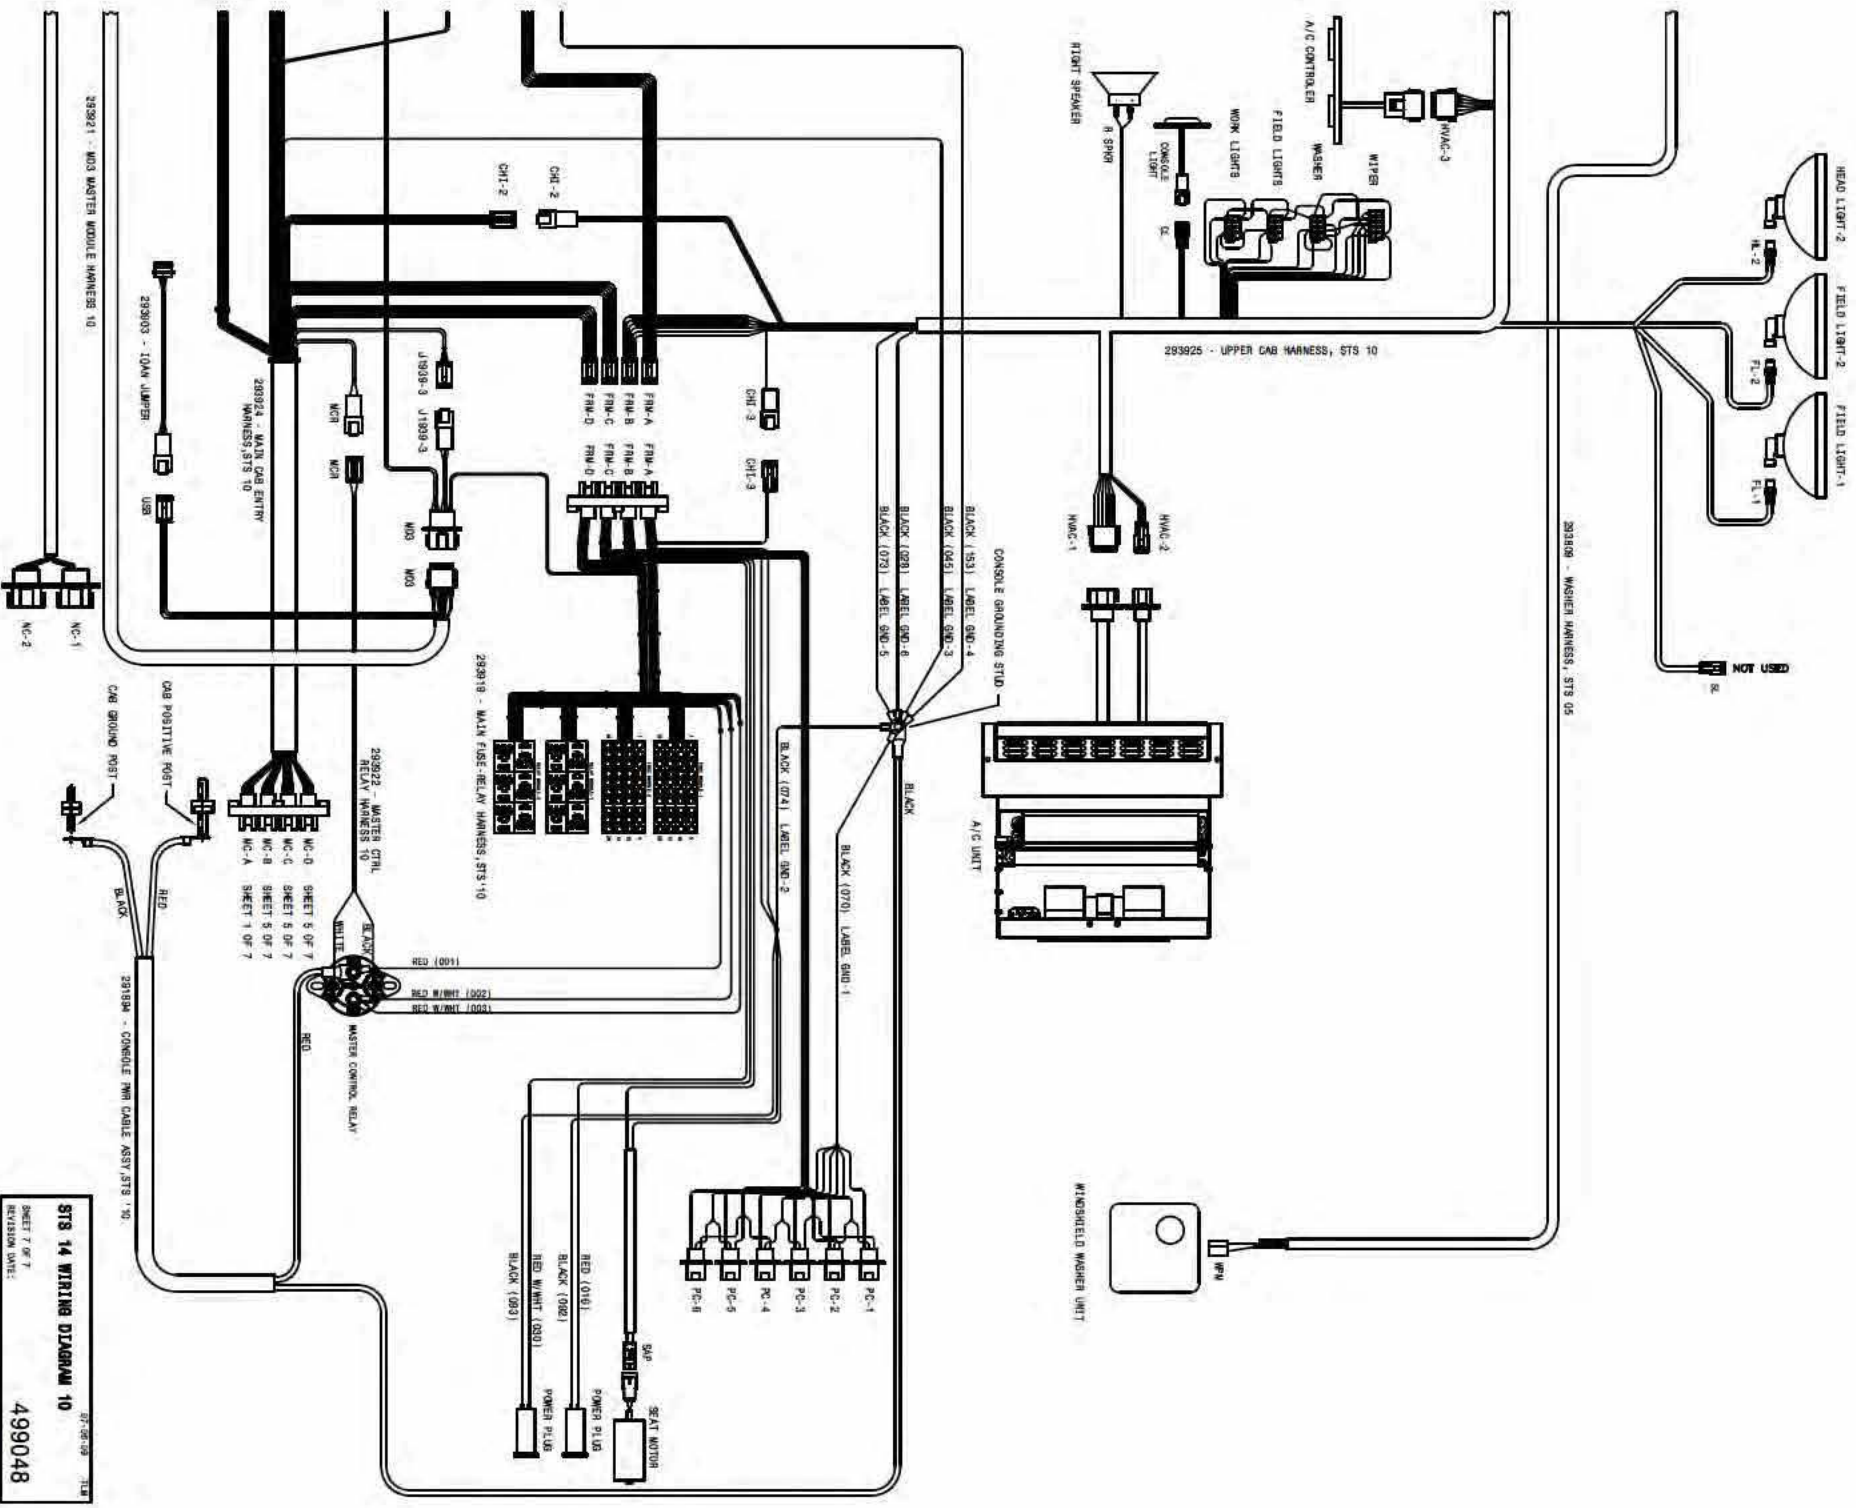 HEAD LIGHT-2
FIELD LIGHT-2
FIELD LIGHT-1
HL-2
FL-2
FL-1
NOT USED
SL
293809 - WASHER HARNESS, STS 05
A/C CONTROLER
HVAC-3
WIPER
WASHER
FIELD LIGHTS
WORK LIGHTS
CONSOLE LIGHT
CL
RIGHT SPEAKER
R-SPKR
293925 - UPPER CAB HARNESS, STS 10
HVAC-2
HVAC-1
A/C UNIT
WINDSHIELD WASHER UNIT
WPM
CONSOLE GROUNDING STUD
BLACK (153) LABEL GND-4
BLACK (045) LABEL GND-3
BLACK (028) LABEL GND-6
BLACK (073) LABEL GND-5
BLACK
BLACK (070) LABEL GND-1
BLACK (074) LABEL GND-2
CHI-2
CHI-2
CHI-3
CHI-3
FRM-A
FRM-B
FRM-C
FRM-D
FRM-A
FRM-B
FRM-C
FRM-D
J1939-3
J1939-3
MCR
MCR
MD3
MD3
293921 - MD3 MASTER MODULE HARNESS 10
293903 - IQAN JUMPER
USB
293924 - MAIN CAB ENTRY
HARNESS,STS 10
293919 - MAIN FUSE-RELAY HARNESS,STS'10
293922 - MASTER CTRL
RELAY HARNESS 10
NC-1
NC-2
CAB POSITIVE POST
CAB GROUND POST
RED
BLACK
MC-D SHEET 5 OF 7
MC-C SHEET 5 OF 7
MC-B SHEET 5 OF 7
MC-A SHEET 1 OF 7
BLACK
WHITE
RED
MASTER CONTROL RELAY
RED (001)
RED W/WHT (002)
RED W/WHT (003)
291894 - CONSOLE PWR CABLE ASSY,STS '10
PC-1
PC-2
PC-3
PC-4
PC-5
PC-6
RED (016)
BLACK (092)
RED W/WHT (030)
BLACK (093)
SAP
SEAT MOTOR
POWER PLUG
POWER PLUG
STS 14 WIRING DIAGRAM 10
SHEET 7 OF 7
REVISION DATE:
499048